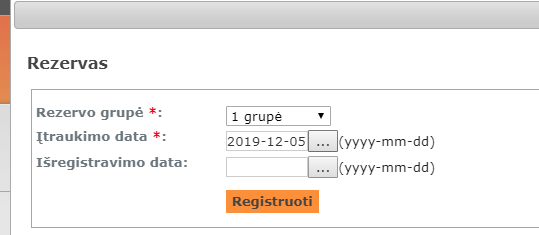 Rezervas
Rezervo grupė *: 1 grupė
Įtraukimo data *: 2019-12-05 ... (yyyy-mm-dd)
Išregistravimo data: ... (yyyy-mm-dd)
Registruoti